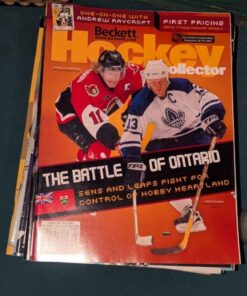 ONE-ON-ONE WITH
ANDREW RAYCROFT
FIRST PRICING
Beckett
Hockey
Collector
THE BATTLE OF ONTARIO
SENS AND LEAFS FIGHT FOR
CONTROL OF HOBBY HEARTLAND